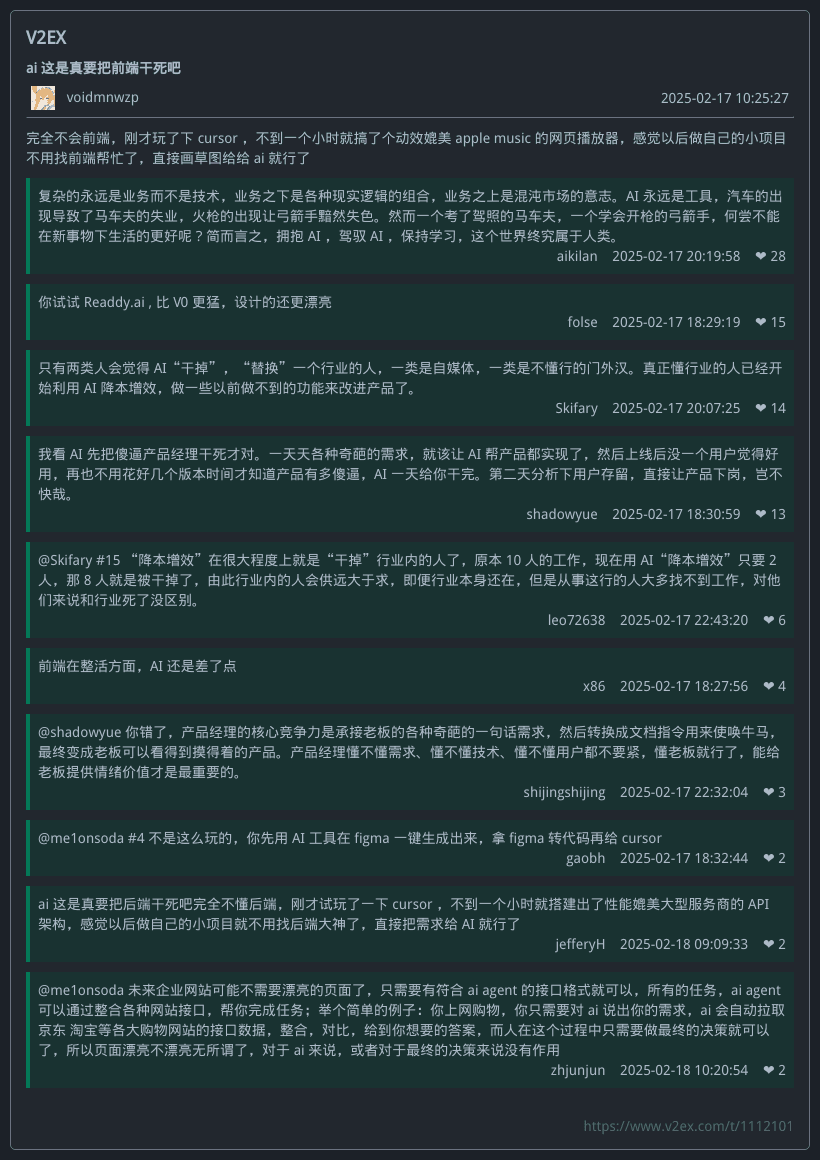 V2EX
ai 这是真要把前端干死吧
voidmnwzp 2025-02-17 10:25:27
完全不会前端，刚才玩了下 cursor ，不到一个小时就搞了个动效媲美 apple music 的网页播放器，感觉以后做自己的小项目
不用找前端帮忙了，直接画草图给给 ai 就行了
复杂的永远是业务而不是技术，业务之下是各种现实逻辑的组合，业务之上是混沌市场的意志。AI 永远是工具，汽车的出
现导致了马车夫的失业，火枪的出现让弓箭手黯然失色。然而一个考了驾照的马车夫，一个学会开枪的弓箭手，何尝不能
在新事物下生活的更好呢？简而言之，拥抱 AI ，驾驭 AI ，保持学习，这个世界终究属于人类。
aikilan 2025-02-17 20:19:58 ❤ 28
你试试 Readdy.ai , 比 V0 更猛，设计的还更漂亮
folse 2025-02-17 18:29:19 ❤ 15
只有两类人会觉得 AI“干掉”，“替换”一个行业的人，一类是自媒体，一类是不懂行的门外汉。真正懂行业的人已经开
始利用 AI 降本增效，做一些以前做不到的功能来改进产品了。
Skifary 2025-02-17 20:07:25 ❤ 14
我看 AI 先把傻逼产品经理干死才对。一天天各种奇葩的需求，就该让 AI 帮产品都实现了，然后上线后没一个用户觉得好
用，再也不用花好几个版本时间才知道产品有多傻逼，AI 一天给你干完。第二天分析下用户存留，直接让产品下岗，岂不
快哉。
shadowyue 2025-02-17 18:30:59 ❤ 13
@Skifary #15 “降本增效”在很大程度上就是“干掉”行业内的人了，原本 10 人的工作，现在用 AI“降本增效”只要 2
人，那 8 人就是被干掉了，由此行业内的人会供远大于求，即便行业本身还在，但是从事这行的人大多找不到工作，对他
们来说和行业死了没区别。
leo72638 2025-02-17 22:43:20 ❤ 6
前端在整活方面，AI 还是差了点
x86 2025-02-17 18:27:56 ❤ 4
@shadowyue 你错了，产品经理的核心竞争力是承接老板的各种奇葩的一句话需求，然后转换成文档指令用来使唤牛马，
最终变成老板可以看得到摸得着的产品。产品经理懂不懂需求、懂不懂技术、懂不懂用户都不要紧，懂老板就行了，能给
老板提供情绪价值才是最重要的。
shijingshijing 2025-02-17 22:32:04 ❤ 3
@me1onsoda #4 不是这么玩的，你先用 AI 工具在 figma 一键生成出来，拿 figma 转代码再给 cursor
gaobh 2025-02-17 18:32:44 ❤ 2
ai 这是真要把后端干死吧完全不懂后端，刚才试玩了一下 cursor ，不到一个小时就搭建出了性能媲美大型服务商的 API
架构，感觉以后做自己的小项目就不用找后端大神了，直接把需求给 AI 就行了
jefferyH 2025-02-18 09:09:33 ❤ 2
@me1onsoda 未来企业网站可能不需要漂亮的页面了，只需要有符合 ai agent 的接口格式就可以，所有的任务，ai agent
可以通过整合各种网站接口，帮你完成任务；举个简单的例子：你上网购物，你只需要对 ai 说出你的需求，ai 会自动拉取
京东 淘宝等各大购物网站的接口数据，整合，对比，给到你想要的答案，而人在这个过程中只需要做最终的决策就可以
了，所以页面漂亮不漂亮无所谓了，对于 ai 来说，或者对于最终的决策来说没有作用
zhjunjun 2025-02-18 10:20:54 ❤ 2
https://www.v2ex.com/t/1112101